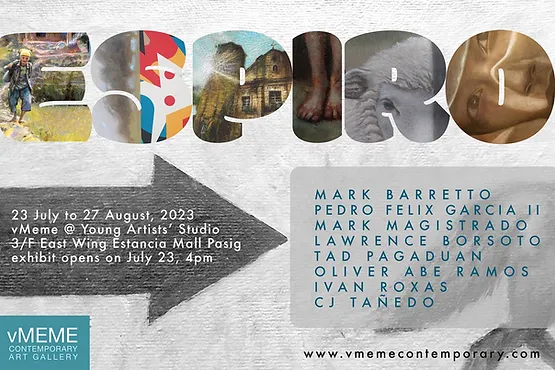 ESPIRO
23 July to 27 August, 2023
vMeme @ Young Artists' Studio
3/F East Wing Estancia Mall Pasig
exhibit opens on July 23, 4pm
MARK BARRETTO
PEDRO FELIX GARCIA II
MARK MAGISTRADO
LAWRENCE BORSOTO
TAD PAGADUAN
OLIVER ABE RAMOS
IVAN ROXAS
CJ TAÑEDO
vMEME
CONTEMPORARY
ART GALLERY
www.vmemecontemporary.com